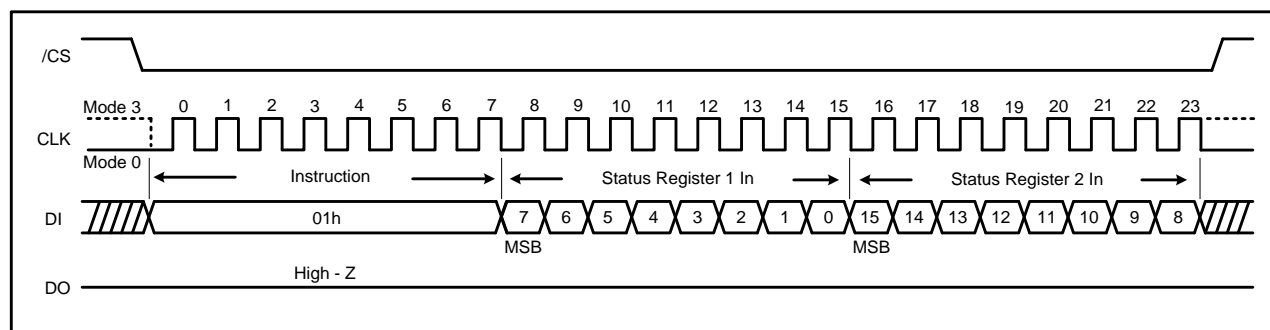 /CS
Mode 3 0 1 2 3 4 5 6 7 8 9 10 11 12 13 14 15 16 17 18 19 20 21 22 23
CLK
Mode 0
Instruction Status Register 1 In Status Register 2 In
DI 01h 7 6 5 4 3 2 1 0 15 14 13 12 11 10 9 8
MSB MSB
High - Z
DO